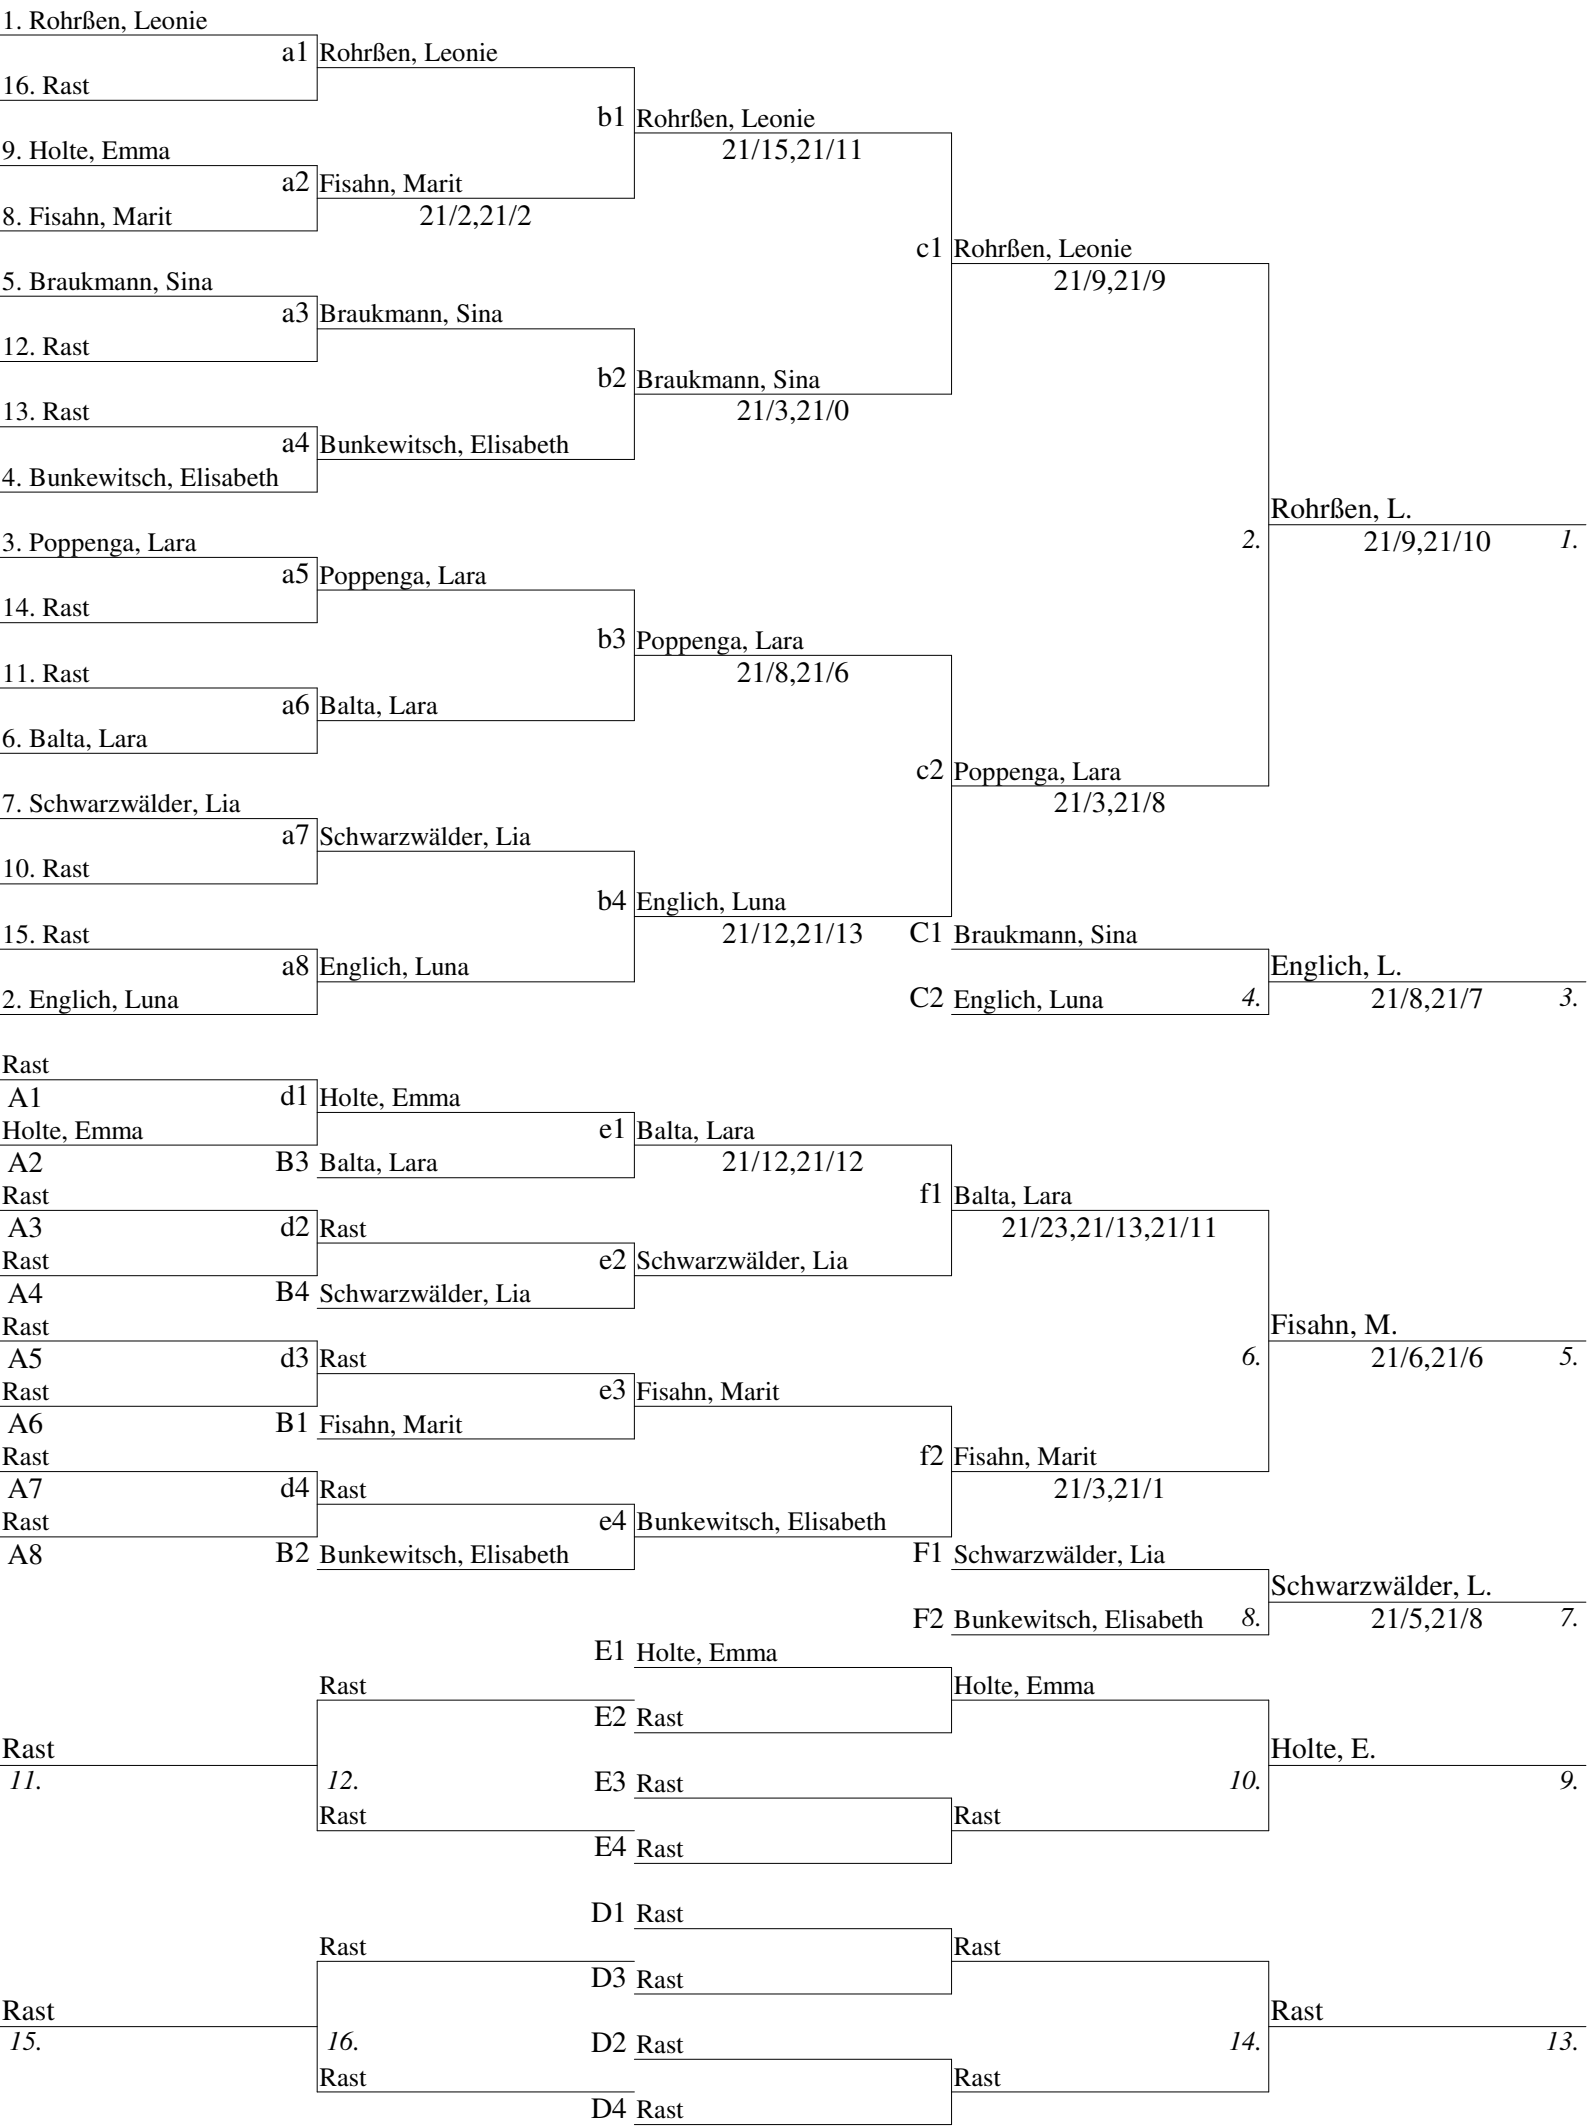 1. Rohrßen, Leonie
a1 Rohrßen, Leonie
16. Rast
b1 Rohrßen, Leonie
21/15,21/11
9. Holte, Emma
a2 Fisahn, Marit
21/2,21/2
8. Fisahn, Marit
c1 Rohrßen, Leonie
21/9,21/9
5. Braukmann, Sina
a3 Braukmann, Sina
12. Rast
b2 Braukmann, Sina
21/3,21/0
13. Rast
a4 Bunkewitsch, Elisabeth
4. Bunkewitsch, Elisabeth
Rohrßen, L.
2. 21/9,21/10 1.
3. Poppenga, Lara
a5 Poppenga, Lara
14. Rast
b3 Poppenga, Lara
21/8,21/6
11. Rast
a6 Balta, Lara
6. Balta, Lara
c2 Poppenga, Lara
21/3,21/8
7. Schwarzwälder, Lia
a7 Schwarzwälder, Lia
10. Rast
b4 Englich, Luna
21/12,21/13
15. Rast
C1 Braukmann, Sina
a8 Englich, Luna
Englich, L.
2. Englich, Luna
C2 Englich, Luna 4. 21/8,21/7 3.
Rast
A1 d1 Holte, Emma
Holte, Emma
e1 Balta, Lara
A2 B3 Balta, Lara
21/12,21/12
Rast
f1 Balta, Lara
A3 d2 Rast
21/23,21/13,21/11
Rast
e2 Schwarzwälder, Lia
A4 B4 Schwarzwälder, Lia
Rast
Fisahn, M.
A5 d3 Rast
6. 21/6,21/6 5.
Rast
e3 Fisahn, Marit
A6 B1 Fisahn, Marit
Rast
f2 Fisahn, Marit
A7 d4 Rast
21/3,21/1
Rast
e4 Bunkewitsch, Elisabeth
A8 B2 Bunkewitsch, Elisabeth
F1 Schwarzwälder, Lia
Schwarzwälder, L.
F2 Bunkewitsch, Elisabeth 8. 21/5,21/8 7.
E1 Holte, Emma
Rast
Holte, Emma
E2 Rast
Rast
Holte, E.
11. 12. E3 Rast 10. 9.
Rast
Rast
E4 Rast
D1 Rast
Rast
Rast
D3 Rast
Rast
Rast
15. 16. D2 Rast 14. 13.
Rast
Rast
D4 Rast